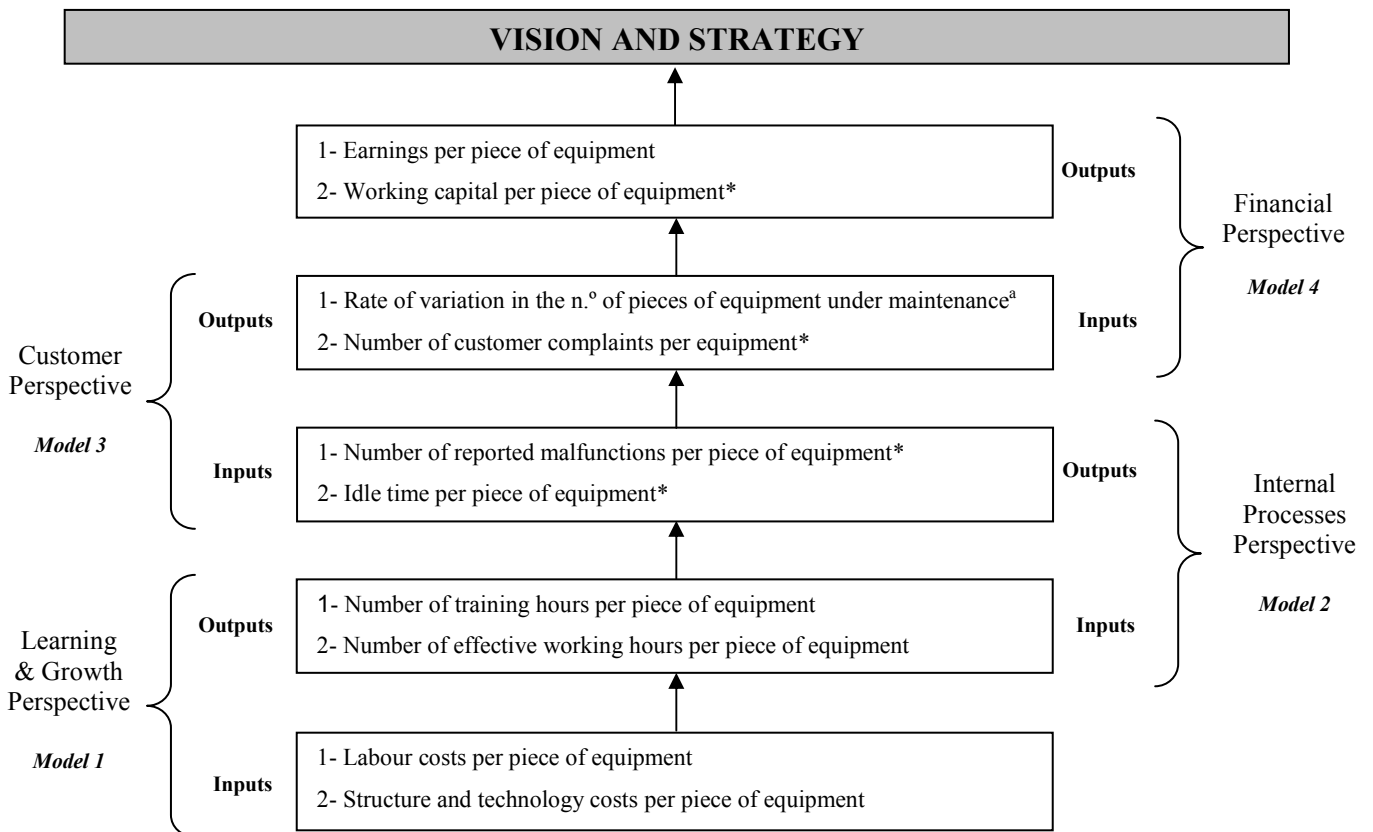 VISION AND STRATEGY
1- Earnings per piece of equipment
2- Working capital per piece of equipment*
Outputs
Financial
Perspective
Model 4
1- Rate of variation in the n.º of pieces of equipment under maintenanceª
2- Number of customer complaints per equipment*
Outputs
Inputs
Customer
Perspective
Model 3
1- Number of reported malfunctions per piece of equipment*
2- Idle time per piece of equipment*
Inputs
Outputs
Internal
Processes
Perspective
Model 2
1- Number of training hours per piece of equipment
2- Number of effective working hours per piece of equipment
Outputs
Inputs
Learning
& Growth
Perspective
Model 1
1- Labour costs per piece of equipment
2- Structure and technology costs per piece of equipment
Inputs